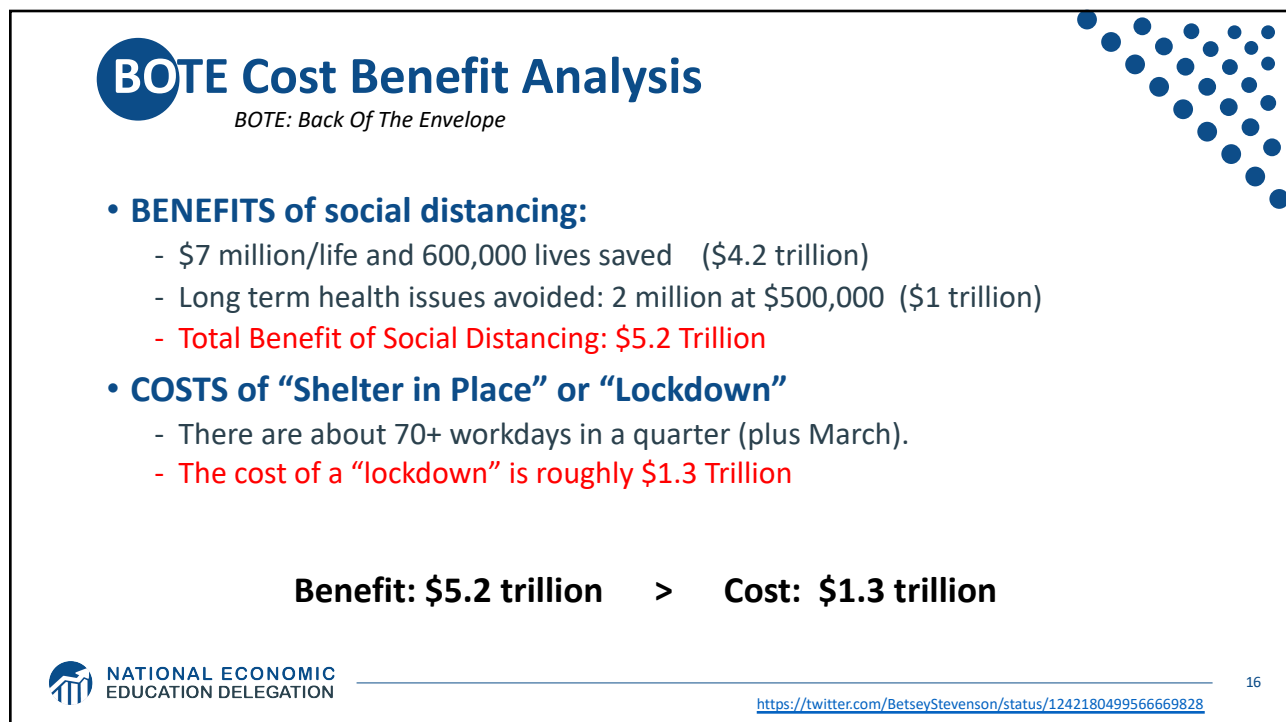 BOTE Cost Benefit Analysis
BOTE: Back Of The Envelope
• BENEFITS of social distancing:
- $7 million/life and 600,000 lives saved ($4.2 trillion)
- Long term health issues avoided: 2 million at $500,000 ($1 trillion)
- Total Benefit of Social Distancing: $5.2 Trillion
• COSTS of “Shelter in Place” or “Lockdown”
- There are about 70+ workdays in a quarter (plus March).
- The cost of a “lockdown” is roughly $1.3 Trillion
Benefit: $5.2 trillion > Cost: $1.3 trillion
NATIONAL ECONOMIC
EDUCATION DELEGATION
16
https://twitter.com/BetseyStevenson/status/1242180499566669828